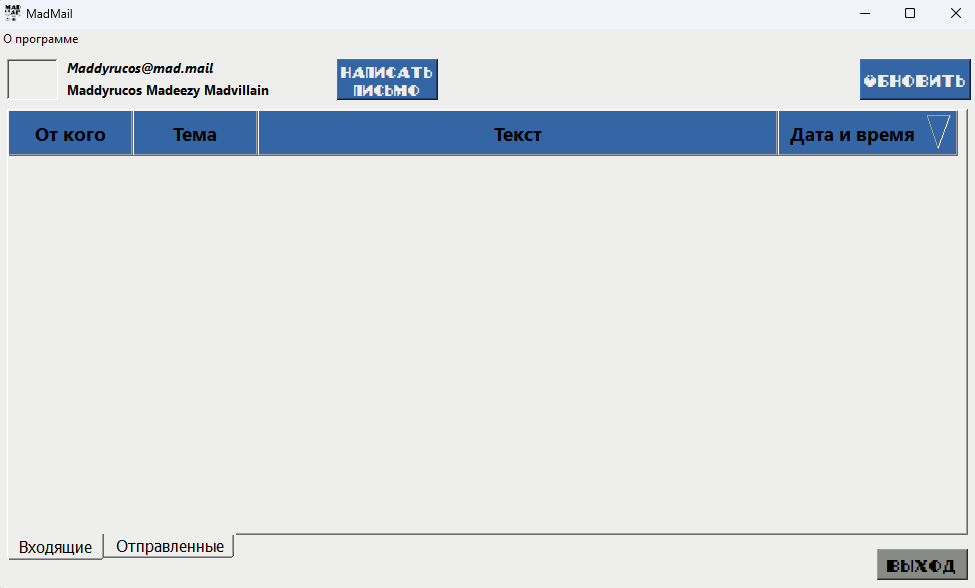 MadMail
О программе
Maddyrucos@mad.mail
Maddyrucos Madeezy Madvillain
НАПИСАТЬ
ПИСЬМО
ОБНОВИТЬ
От кого
Тема
Текст
Дата и время
Входящие
Отправленные
ВЫХОД